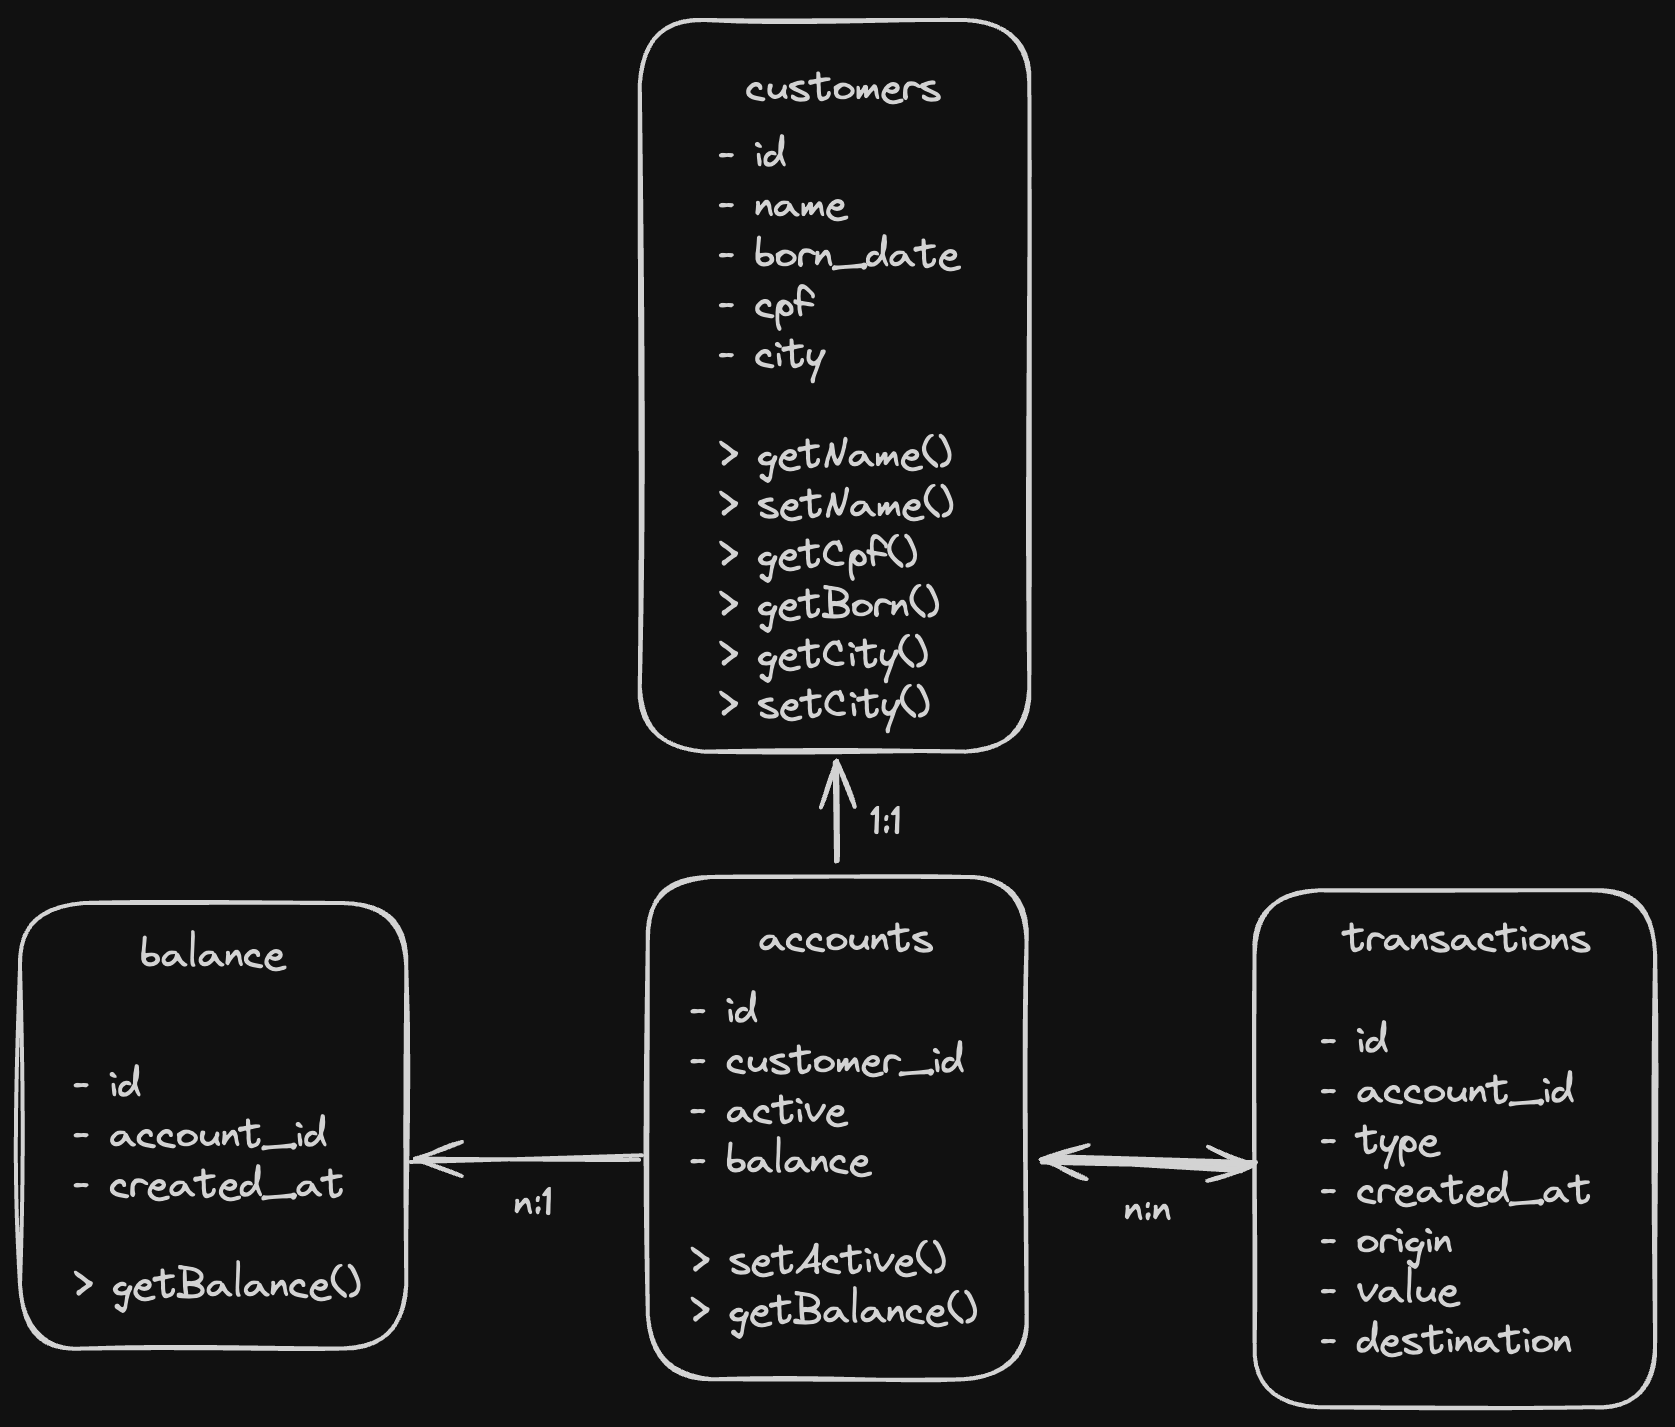 customers
- id
- name
- born_date
- cpf
- city
> getName()
> setName()
> getCpf()
> getBorn()
> getCity()
> setCity()
1:1
balance
- id
- account_id
- created_at
> getBalance()
n:1
accounts
- id
- customer_id
- active
- balance
> setActive()
> getBalance()
n:n
transactions
- id
- account_id
- type
- created_at
- origin
- value
- destination